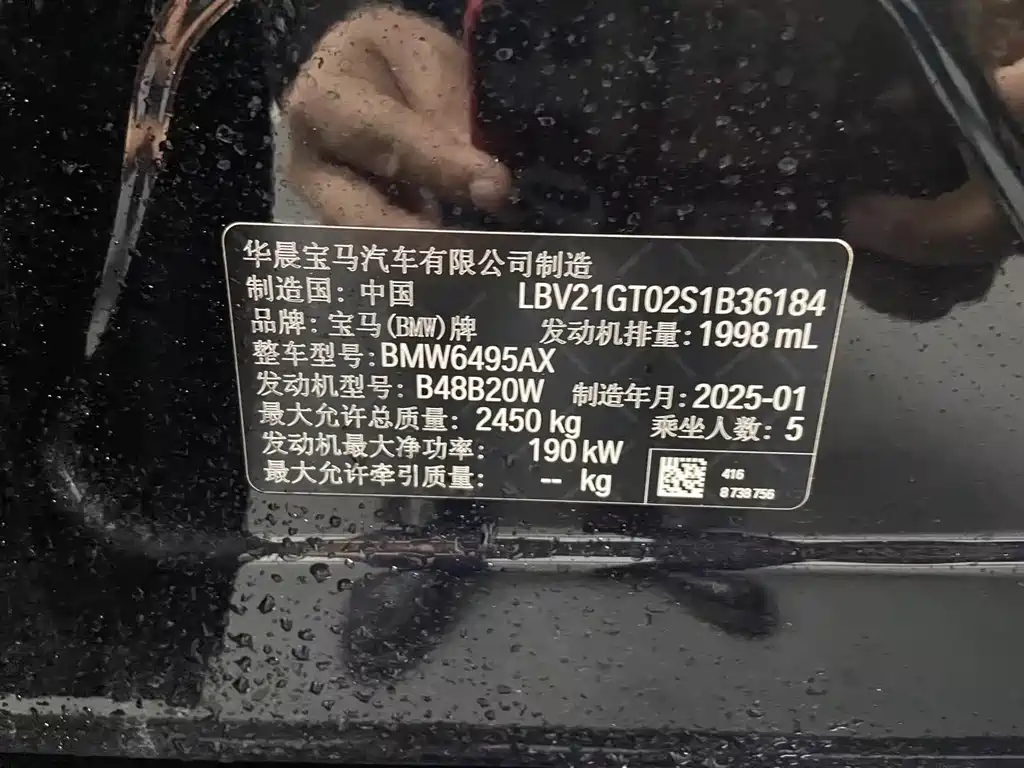 华晨宝马汽车有限公司制造
制造国：中国 LBV21GT02S1B36184
品牌：宝马(BMW)牌 发动机排量：1998 mL
整车型号：BMW6495AX
发动机型号：B48B20W 制造年月：2025-01
最大允许总质量：2450 kg 乘坐人数：5
发动机最大净功率：190 kW
最大允许牵引质量：-- kg
416
8738756